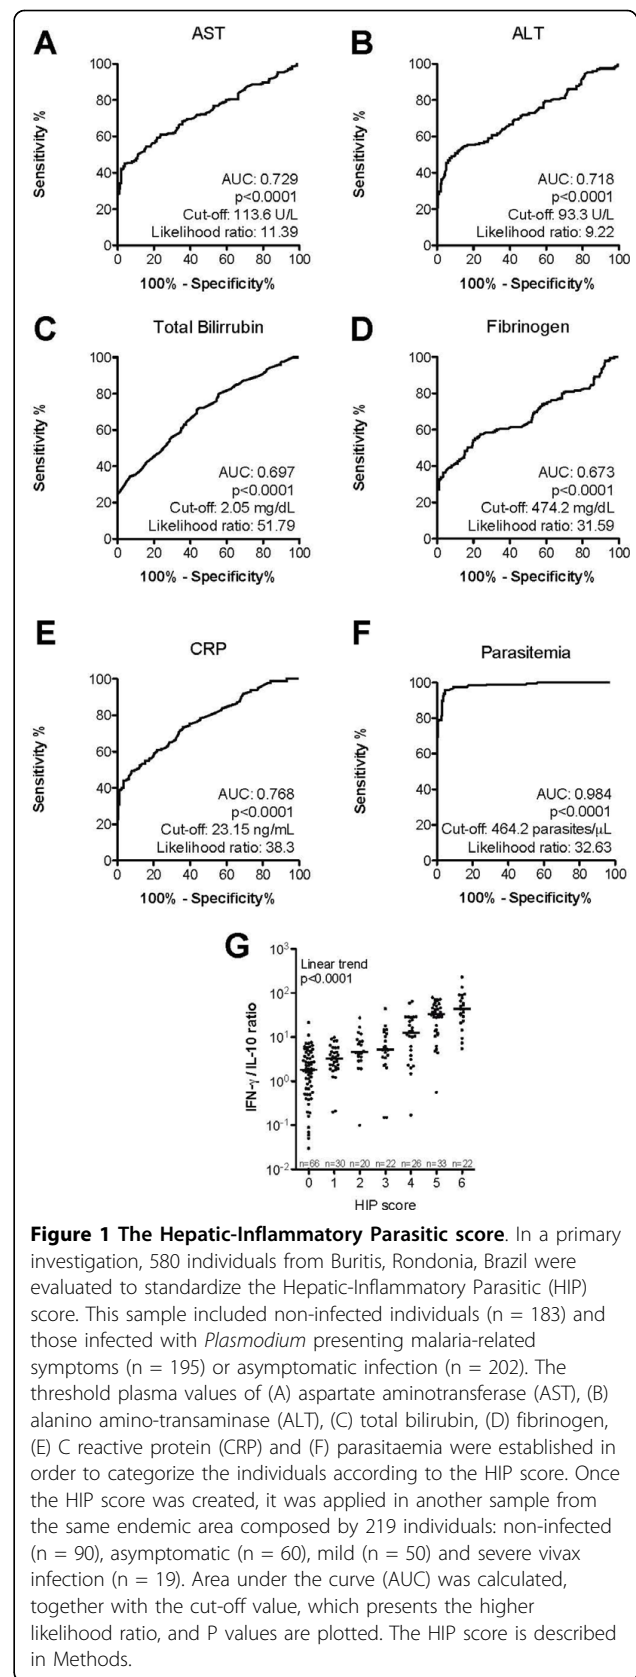 A
AST
Sensitivity %
100
80
60
40
20
0
0 20 40 60 80 100
100% - Specificity%
AUC: 0.729
p<0.0001
Cut-off: 113.6 U/L
Likelihood ratio: 11.39
B
ALT
Sensitivity %
100
80
60
40
20
0
0 20 40 60 80 100
100% - Specificity%
AUC: 0.718
p<0.0001
Cut-off: 93.3 U/L
Likelihood ratio: 9.22
C
Total Bilirrubin
Sensitivity %
100
80
60
40
20
0
0 20 40 60 80 100
100% - Specificity%
AUC: 0.697
p<0.0001
Cut-off: 2.05 mg/dL
Likelihood ratio: 51.79
D
Fibrinogen
Sensitivity %
100
80
60
40
20
0
0 20 40 60 80 100
100% - Specificity%
AUC: 0.673
p<0.0001
Cut-off: 474.2 mg/dL
Likelihood ratio: 31.59
E
CRP
Sensitivity %
100
80
60
40
20
0
0 20 40 60 80 100
100% - Specificity%
AUC: 0.768
p<0.0001
Cut-off: 23.15 ng/mL
Likelihood ratio: 38.3
F
Parasitemia
Sensitivity %
100
80
60
40
20
0
0 20 40 60 80 100
100% - Specificity%
AUC: 0.984
p<0.0001
Cut-off: 464.2 parasites/μL
Likelihood ratio: 32.63
G
IFN-γ / IL-10 ratio
10³
10²
10¹
10⁰
10⁻¹
10⁻²
Linear trend
p<0.0001
n=66 n=30 n=20 n=22 n=26 n=33 n=22
0 1 2 3 4 5 6
HIP score
Figure 1 The Hepatic-Inflammatory Parasitic score. In a primary
investigation, 580 individuals from Buritis, Rondonia, Brazil were
evaluated to standardize the Hepatic-Inflammatory Parasitic (HIP)
score. This sample included non-infected individuals (n = 183) and
those infected with Plasmodium presenting malaria-related
symptoms (n = 195) or asymptomatic infection (n = 202). The
threshold plasma values of (A) aspartate aminotransferase (AST), (B)
alanino amino-transaminase (ALT), (C) total bilirubin, (D) fibrinogen,
(E) C reactive protein (CRP) and (F) parasitaemia were established in
order to categorize the individuals according to the HIP score. Once
the HIP score was created, it was applied in another sample from
the same endemic area composed by 219 individuals: non-infected
(n = 90), asymptomatic (n = 60), mild (n = 50) and severe vivax
infection (n = 19). Area under the curve (AUC) was calculated,
together with the cut-off value, which presents the higher
likelihood ratio, and P values are plotted. The HIP score is described
in Methods.